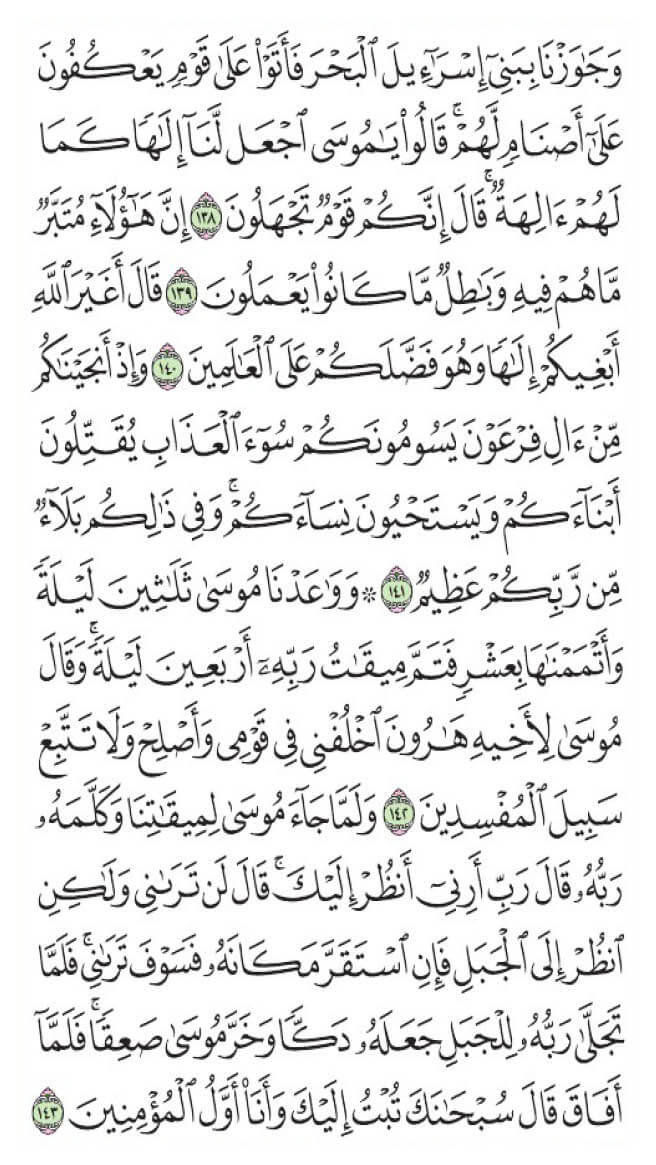 وَجَٰوَزْنَا بِبَنِىٓ إِسْرَٰٓءِيلَ ٱلْبَحْرَ فَأَتَوْا۟ عَلَىٰ قَوْمٍ يَعْكُفُونَ
عَلَىٰٓ أَصْنَامٍ لَّهُمْ ۚ قَالُوا۟ يَٰمُوسَى ٱجْعَل لَّنَآ إِلَٰهًا كَمَا
لَهُمْ ءَالِهَةٌ ۚ قَالَ إِنَّكُمْ قَوْمٌ تَجْهَلُونَ ١٣٨ إِنَّ هَٰٓؤُلَآءِ مُتَبَّرٌ
مَّا هُمْ فِيهِ وَبَٰطِلٌ مَّا كَانُوا۟ يَعْمَلُونَ ١٣٩ قَالَ أَغَيْرَ ٱللَّهِ
أَبْغِيكُمْ إِلَٰهًا وَهُوَ فَضَّلَكُمْ عَلَى ٱلْعَٰلَمِينَ ١٤٠ وَإِذْ أَنجَيْنَٰكُم
مِّنْ ءَالِ فِرْعَوْنَ يَسُومُونَكُمْ سُوٓءَ ٱلْعَذَابِ يُقَتِّلُونَ
أَبْنَآءَكُمْ وَيَسْتَحْيُونَ نِسَآءَكُمْ ۚ وَفِى ذَٰلِكُم بَلَآءٌ
مِّن رَّبِّكُمْ عَظِيمٌ ١٤١ ۞ وَوَٰعَدْنَا مُوسَىٰ ثَلَٰثِينَ لَيْلَةً
وَأَتْمَمْنَٰهَا بِعَشْرٍ فَتَمَّ مِيقَٰتُ رَبِّهِۦٓ أَرْبَعِينَ لَيْلَةً ۚ وَقَالَ
مُوسَىٰ لِأَخِيهِ هَٰرُونَ ٱخْلُفْنِى فِى قَوْمِى وَأَصْلِحْ وَلَا تَتَّبِعْ
سَبِيلَ ٱلْمُفْسِدِينَ ١٤٢ وَلَمَّا جَآءَ مُوسَىٰ لِمِيقَٰتِنَا وَكَلَّمَهُۥ
رَبُّهُۥ قَالَ رَبِّ أَرِنِىٓ أَنظُرْ إِلَيْكَ ۚ قَالَ لَن تَرَىٰنِى وَلَٰكِنِ
ٱنظُرْ إِلَى ٱلْجَبَلِ فَإِنِ ٱسْتَقَرَّ مَكَانَهُۥ فَسَوْفَ تَرَىٰنِى ۚ فَلَمَّا
تَجَلَّىٰ رَبُّهُۥ لِلْجَبَلِ جَعَلَهُۥ دَكًّا وَخَرَّ مُوسَىٰ صَعِقًا ۚ فَلَمَّآ
أَفَاقَ قَالَ سُبْحَٰنَكَ تُبْتُ إِلَيْكَ وَأَنَا۠ أَوَّلُ ٱلْمُؤْمِنِينَ ١٤٣